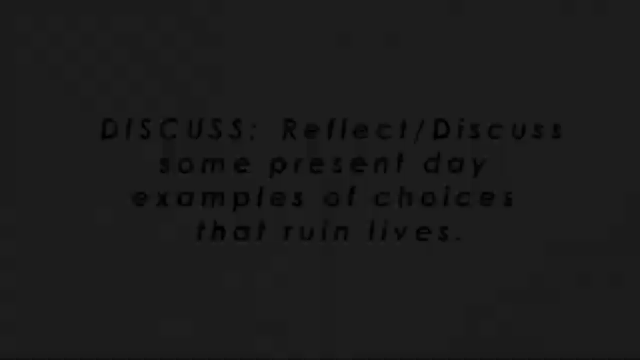 DISCUSS: Reflect/Discuss
some present day
examples of choices
that ruin lives.